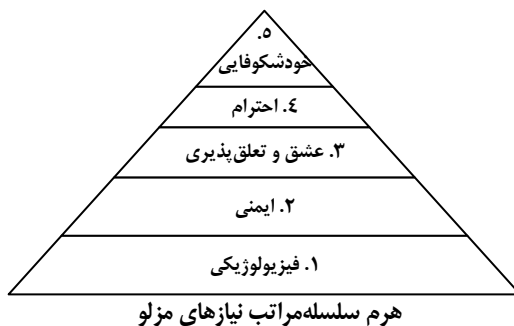 ۵.
خودشکوفایی
۴. احترام
۳. عشق و تعلق‌پذیری
۲. ایمنی
۱. فیزیولوژیکی
هرم سلسله‌مراتب نیازهای مزلو